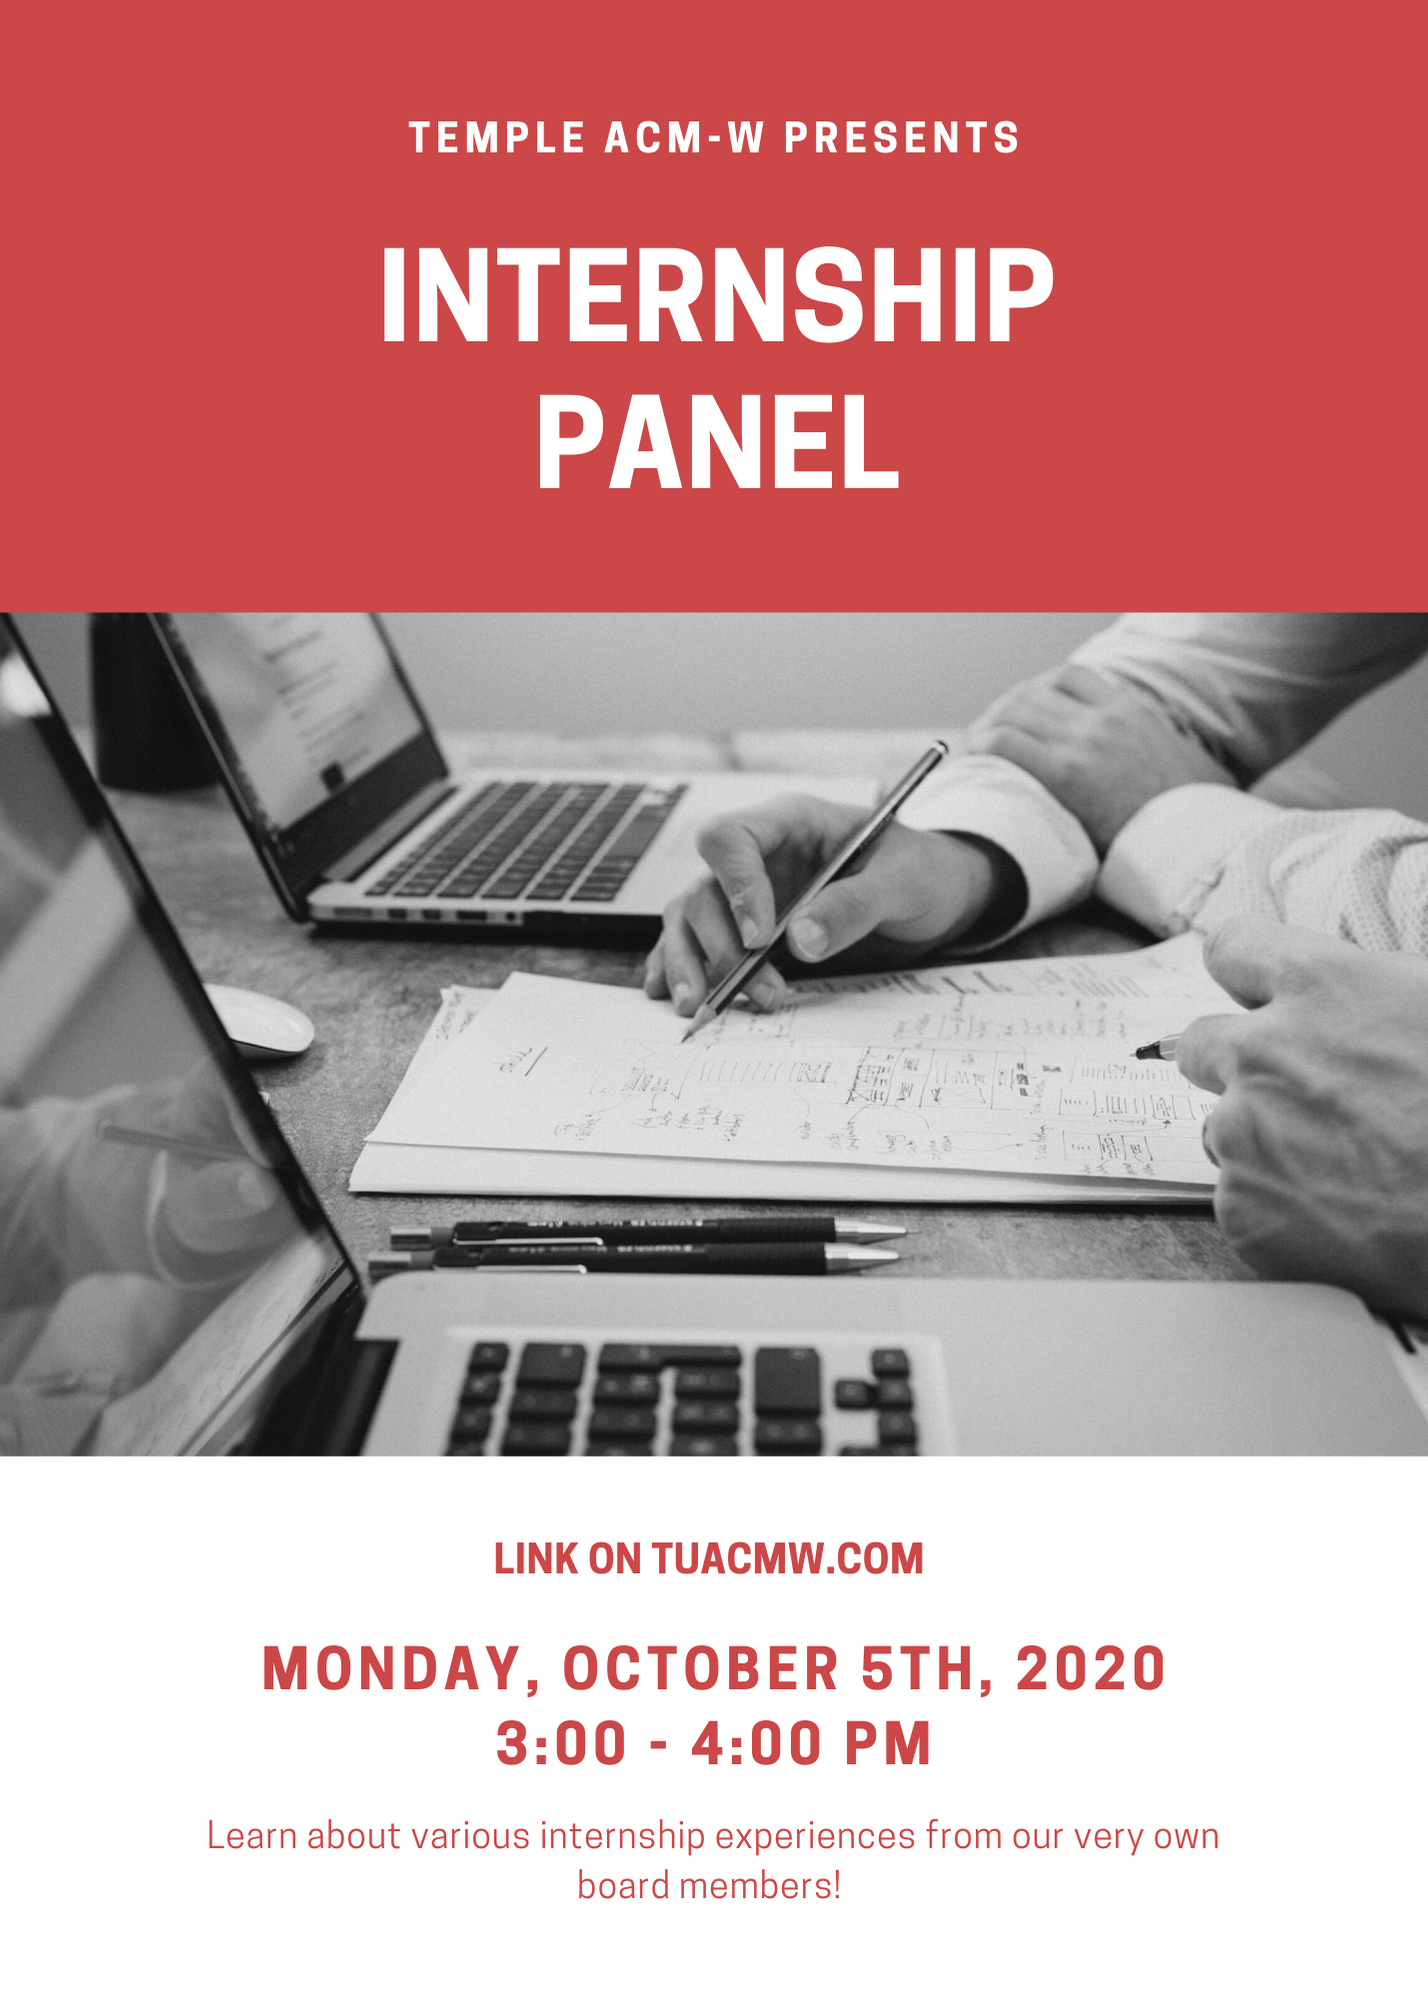 TEMPLE ACM-W PRESENTS
INTERNSHIP
PANEL
LINK ON TUACMW.COM
MONDAY, OCTOBER 5TH, 2020
3:00 - 4:00 PM
Learn about various internship experiences from our very own
board members!